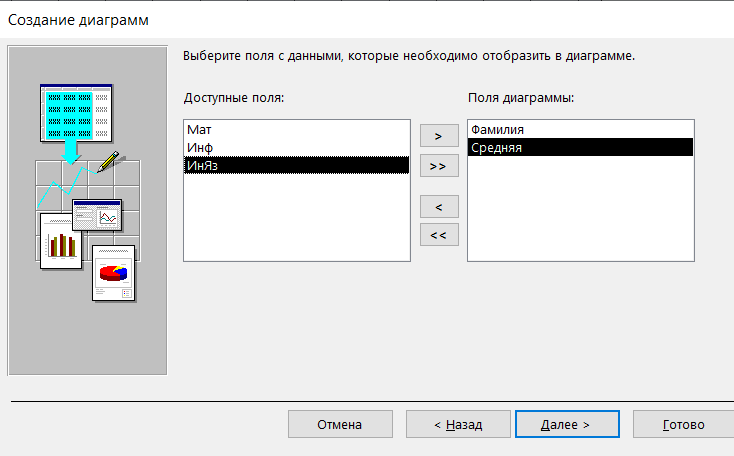 Создание диаграмм
Выберите поля с данными, которые необходимо отобразить в диаграмме.
Доступные поля:
Поля диаграммы:
Мат
Инф
ИнЯз
>
>>
<
<<
Фамилия
Средняя
Отмена
< Назад
Далее >
Готово